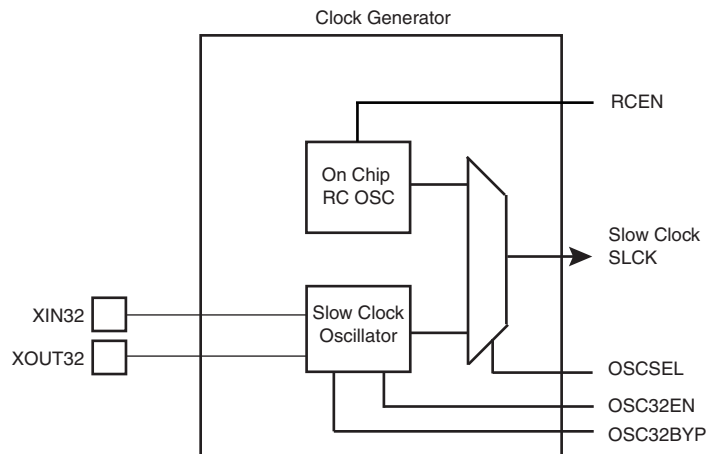 Clock Generator
RCEN
On Chip
RC OSC
Slow Clock
SLCK
XIN32
Slow Clock
Oscillator
XOUT32
OSCSEL
OSC32EN
OSC32BYP